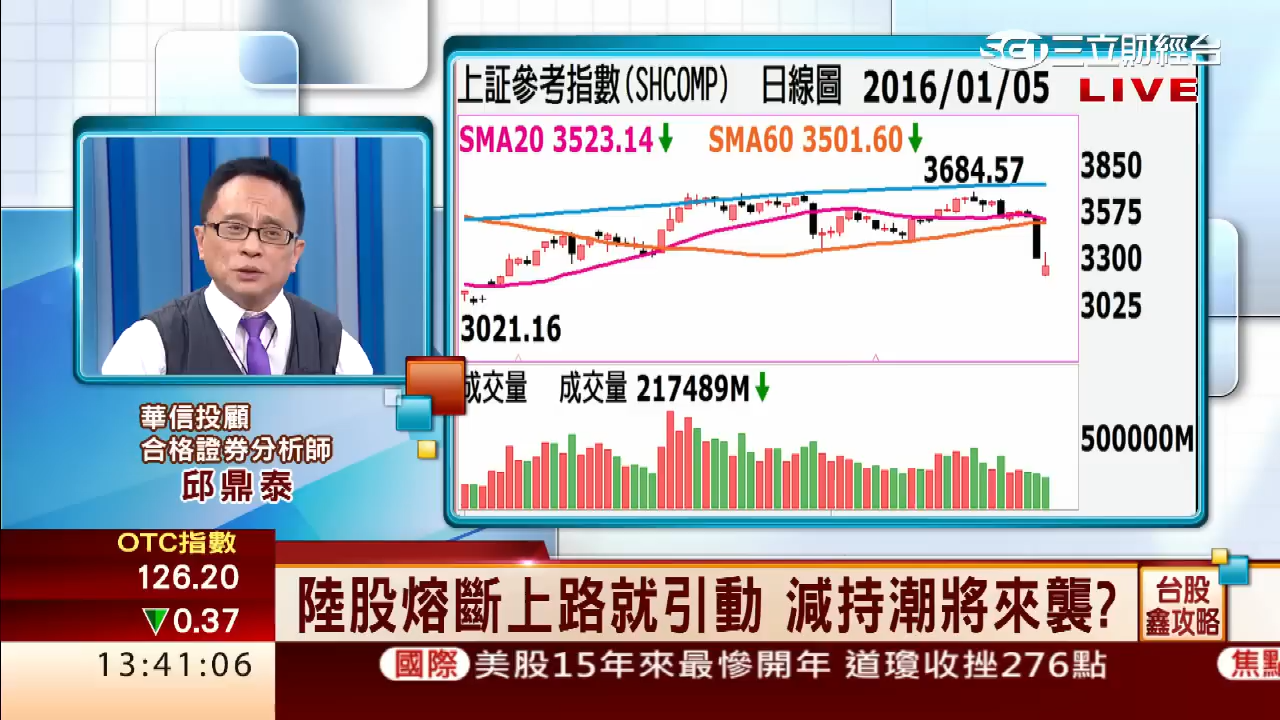 SET三立財經台
LIVE
上証參考指數(SHCOMP) 日線圖 2016/01/05
SMA20 3523.14↓ SMA60 3501.60↓
3684.57
3850
3575
3300
3025
3021.16
成交量 成交量 217489M↓
500000M
華信投顧
合格證券分析師
邱鼎泰
OTC指數
126.20
▼0.37
13:41:06
陸股熔斷上路就引動 減持潮將來襲?
台股
鑫攻略
國際 美股15年來最慘開年 道瓊收挫276點
焦點